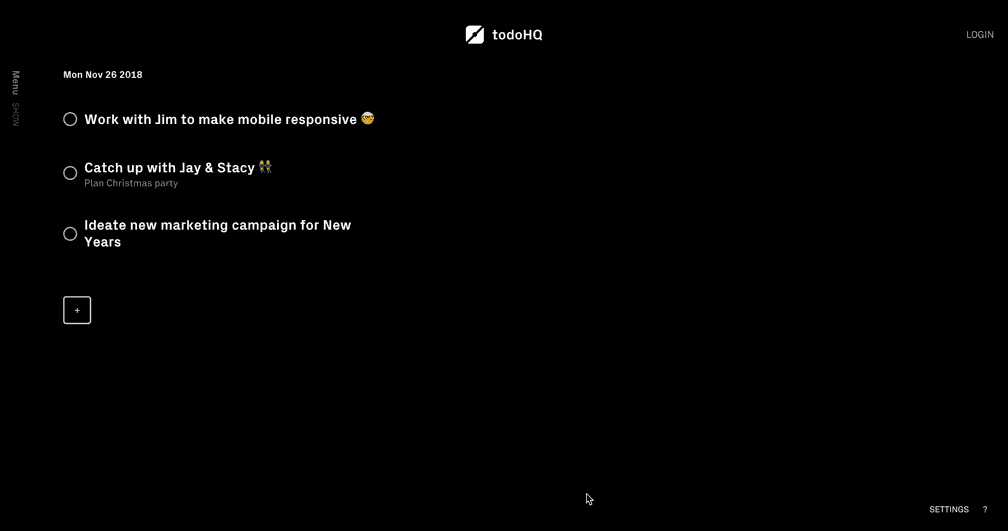 todoHQ
LOGIN
Menu SHOW
Mon Nov 26 2018
Work with Jim to make mobile responsive 🤓
Catch up with Jay & Stacy 👯
Plan Christmas party
Ideate new marketing campaign for New
Years
+
SETTINGS ?